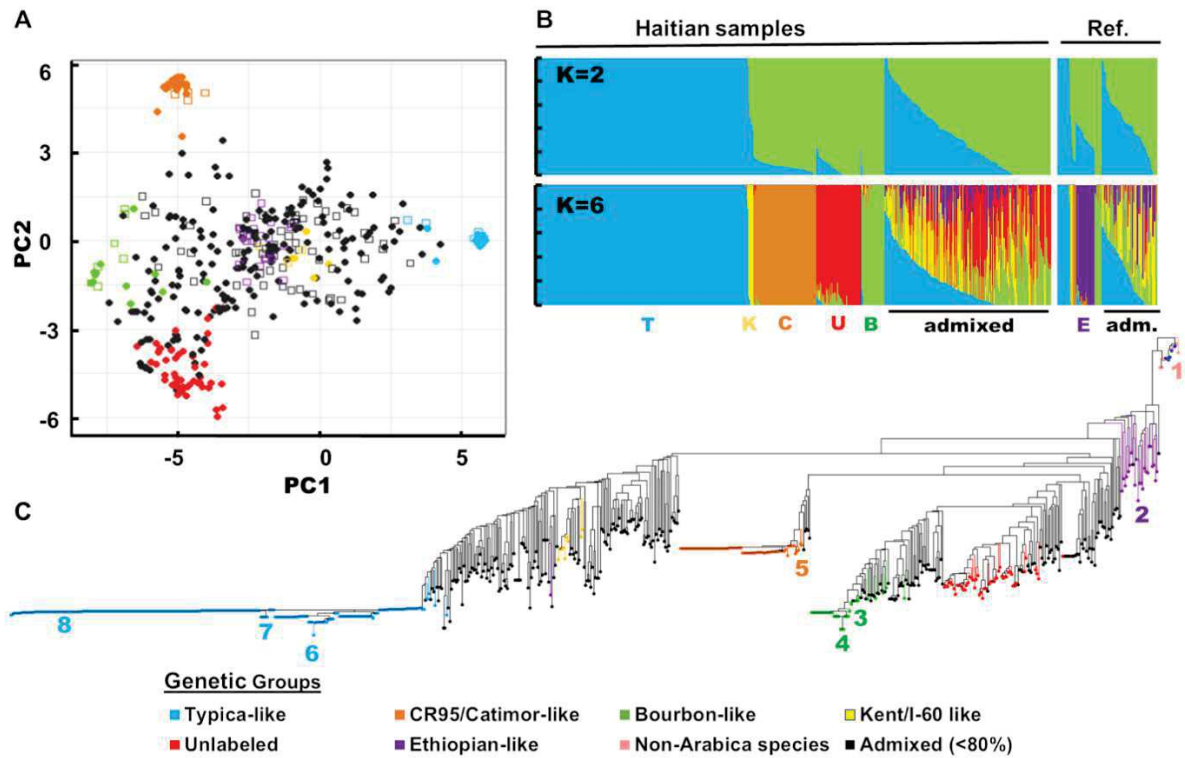 A
6
3
0
-3
-6
PC2
-5
0
5
PC1
B
Haitian samples
Ref.
K=2
K=6
T
K
C
U
B
admixed
E
adm.
C
1
2
3
4
5
6
7
8
Genetic Groups
Typica-like
CR95/Catimor-like
Bourbon-like
Kent/I-60 like
Unlabeled
Ethiopian-like
Non-Arabica species
Admixed (<80%)